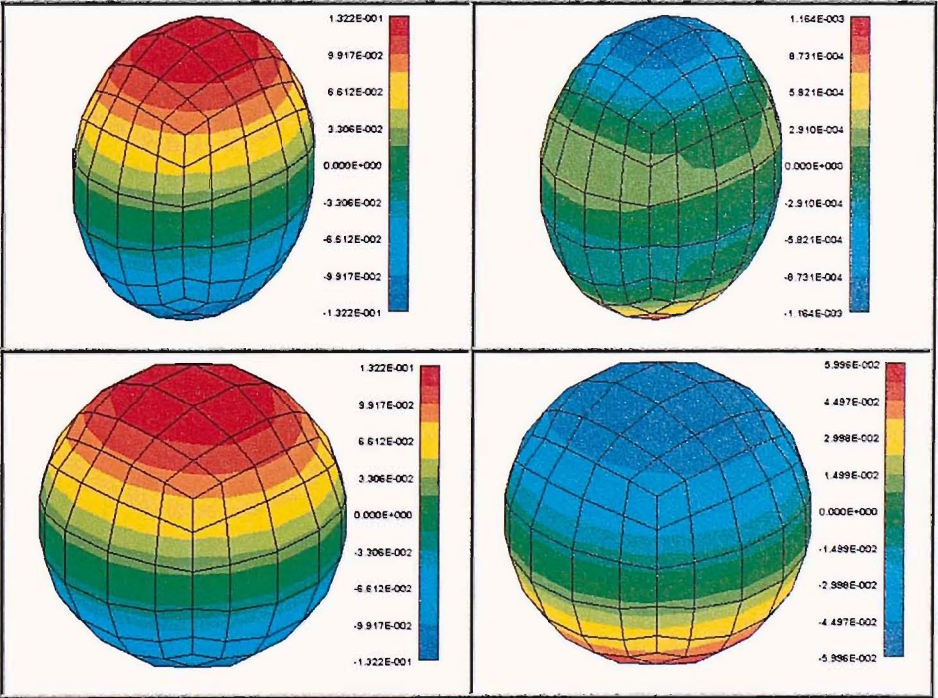 1.322E-001
9.917E-002
6.612E-002
3.306E-002
0.000E+000
-3.306E-002
-6.612E-002
-9.917E-002
-1.322E-001
1.164E-003
8.731E-004
5.821E-004
2.910E-004
0.000E+000
-2.910E-004
-5.821E-004
-8.731E-004
-1.164E-003
1.322E-001
9.917E-002
6.612E-002
3.306E-002
0.000E+000
-3.306E-002
-6.612E-002
-9.917E-002
-1.322E-001
5.996E-002
4.497E-002
2.998E-002
1.499E-002
0.000E+000
-1.499E-002
-2.998E-002
-4.497E-002
-5.996E-002